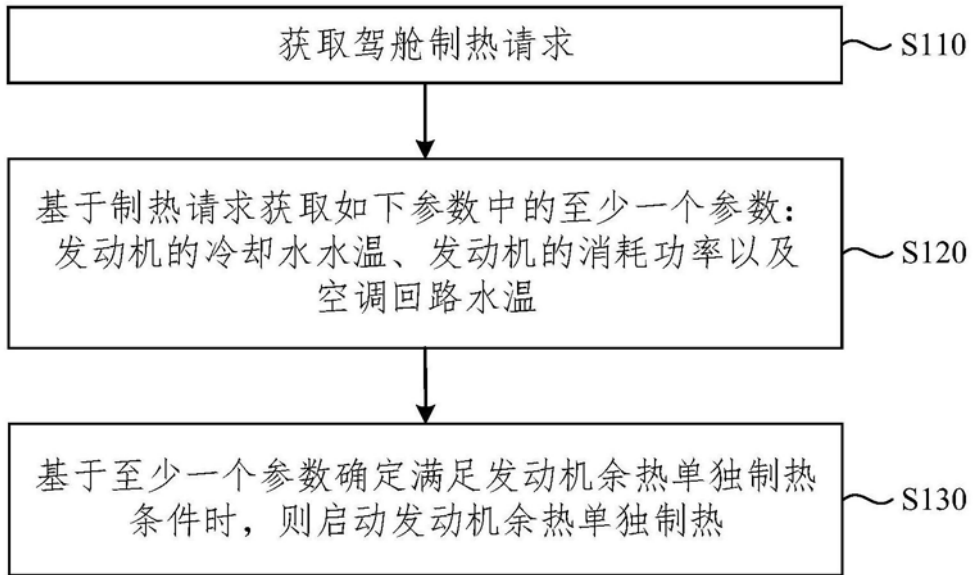 获取驾舱制热请求
S110
基于制热请求获取如下参数中的至少一个参数：
发动机的冷却水水温、发动机的消耗功率以及
空调回路水温
S120
基于至少一个参数确定满足发动机余热单独制热
条件时，则启动发动机余热单独制热
S130